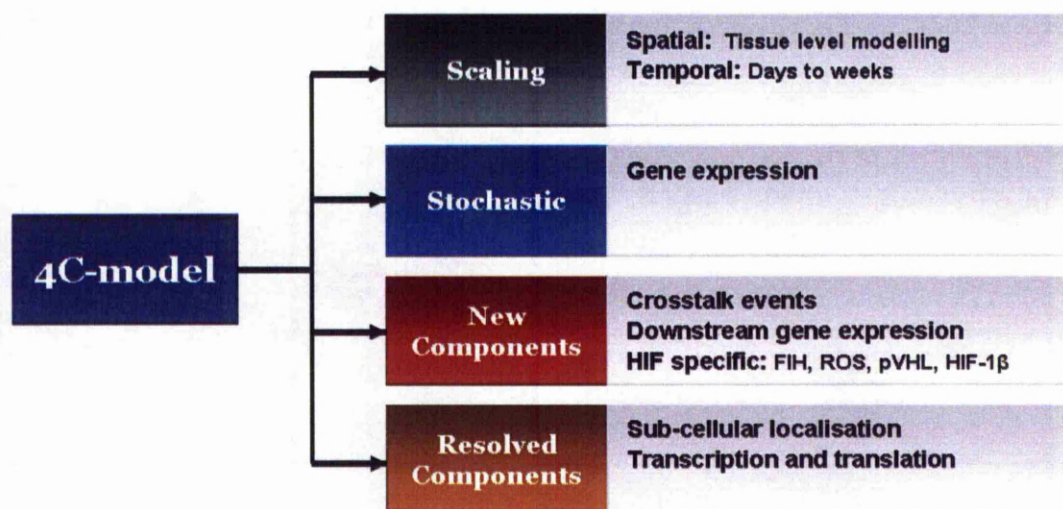 4C-model
Scaling
Spatial: Tissue level modelling
Temporal: Days to weeks
Stochastic
Gene expression
New
Components
Crosstalk events
Downstream gene expression
HIF specific: FIH, ROS, pVHL, HIF-1β
Resolved
Components
Sub-cellular localisation
Transcription and translation